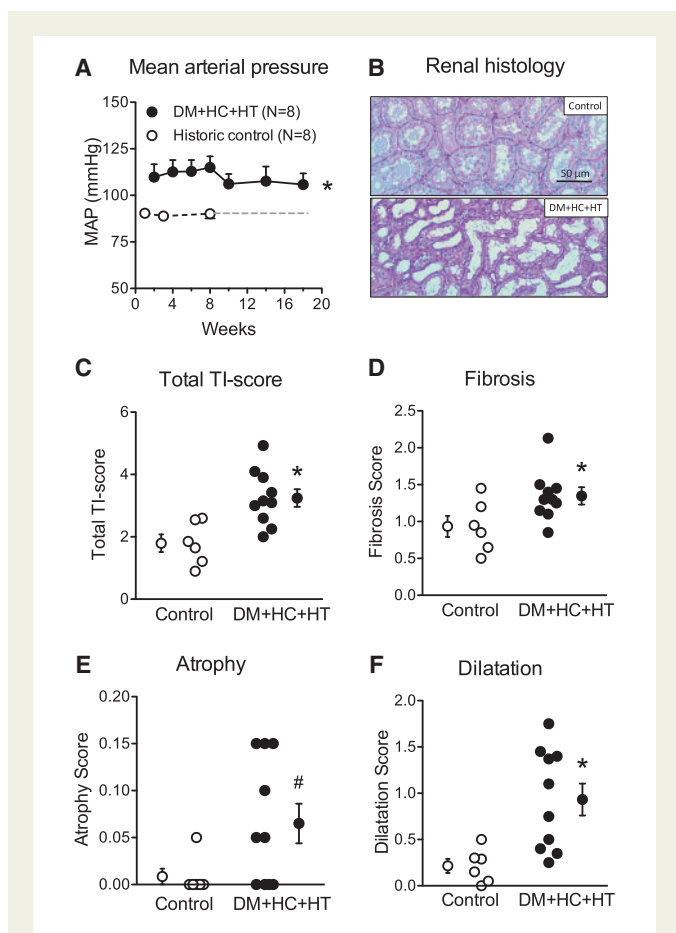 A Mean arterial pressure
150
125
100
75
50
MAP (mmHg)
DM+HC+HT (N=8)
Historic control (N=8)
*
0 4 8 12 16 20
Weeks
B Renal histology
Control
50 µm
DM+HC+HT
C Total TI-score
6
4
2
0
Total TI-score
*
Control DM+HC+HT
D Fibrosis
2.5
2.0
1.5
1.0
0.5
0.0
Fibrosis Score
*
Control DM+HC+HT
E Atrophy
0.20
0.15
0.10
0.05
0.00
Atrophy Score
#
Control DM+HC+HT
F Dilatation
2.0
1.5
1.0
0.5
0.0
Dilatation Score
*
Control DM+HC+HT